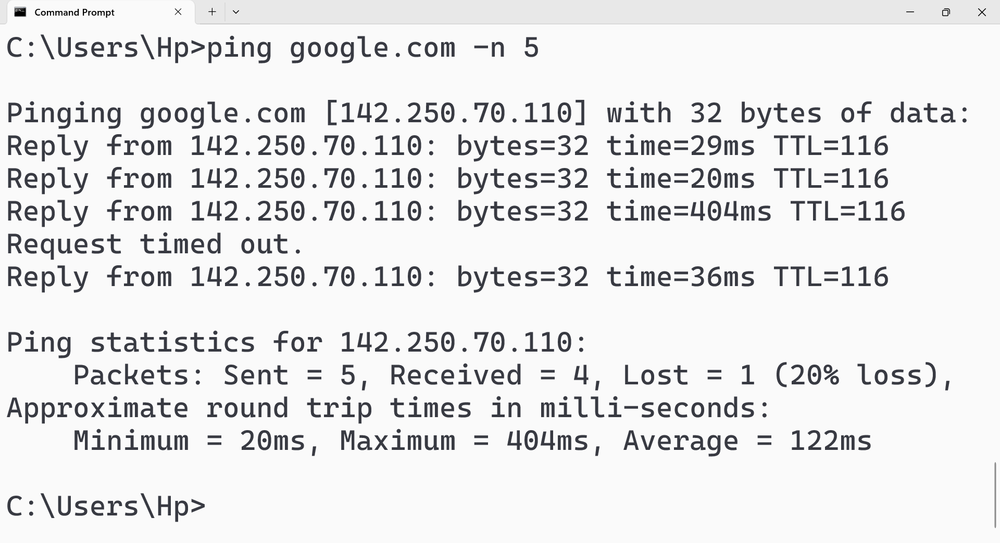 Command Prompt
C:\Users\Hp>ping google.com -n 5
Pinging google.com [142.250.70.110] with 32 bytes of data:
Reply from 142.250.70.110: bytes=32 time=29ms TTL=116
Reply from 142.250.70.110: bytes=32 time=20ms TTL=116
Reply from 142.250.70.110: bytes=32 time=404ms TTL=116
Request timed out.
Reply from 142.250.70.110: bytes=32 time=36ms TTL=116
Ping statistics for 142.250.70.110:
    Packets: Sent = 5, Received = 4, Lost = 1 (20% loss),
Approximate round trip times in milli-seconds:
    Minimum = 20ms, Maximum = 404ms, Average = 122ms
C:\Users\Hp>